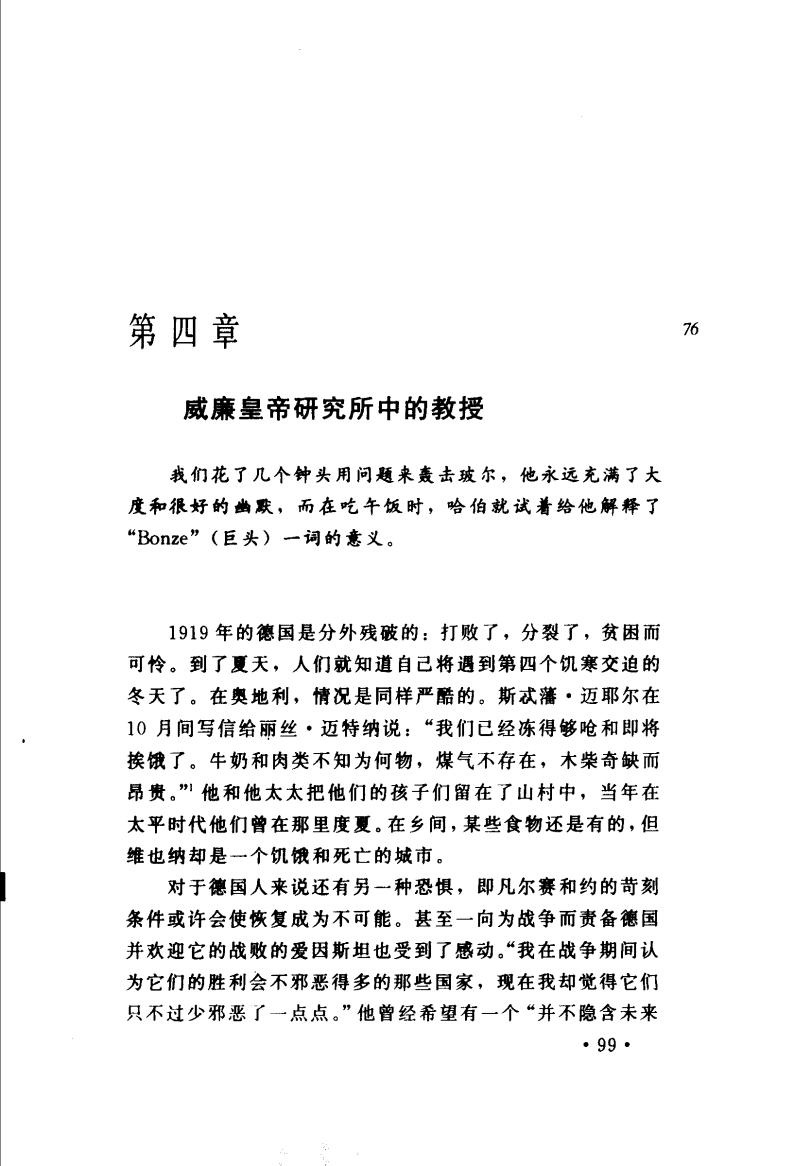 第四章
76
威廉皇帝研究所中的教授
我们花了几个钟头用问题来轰击玻尔，他永远充满了大
度和很好的幽默，而在吃午饭时，哈伯就试着给他解释了
“Bonze”（巨头）一词的意义。
1919 年的德国是分外残破的：打败了，分裂了，贫困而
可怜。到了夏天，人们就知道自己将遇到第四个饥寒交迫的
冬天了。在奥地利，情况是同样严酷的。斯忒藩·迈耶尔在
10 月间写信给丽丝·迈特纳说：“我们已经冻得够呛和即将
挨饿了。牛奶和肉类不知为何物，煤气不存在，木柴奇缺而
昂贵。”¹ 他和他太太把他们的孩子们留在了山村中，当年在
太平时代他们曾在那里度夏。在乡间，某些食物还是有的，但
维也纳却是一个饥饿和死亡的城市。
对于德国人来说还有另一种恐惧，即凡尔赛和约的苛刻
条件或许会使恢复成为不可能。甚至一向为战争而责备德国
并欢迎它的战败的爱因斯坦也受到了感动。“我在战争期间认
为它们的胜利会不邪恶得多的那些国家，现在我却觉得它们
只不过少邪恶了一点点。”他曾经希望有一个“并不隐含未来
·99·